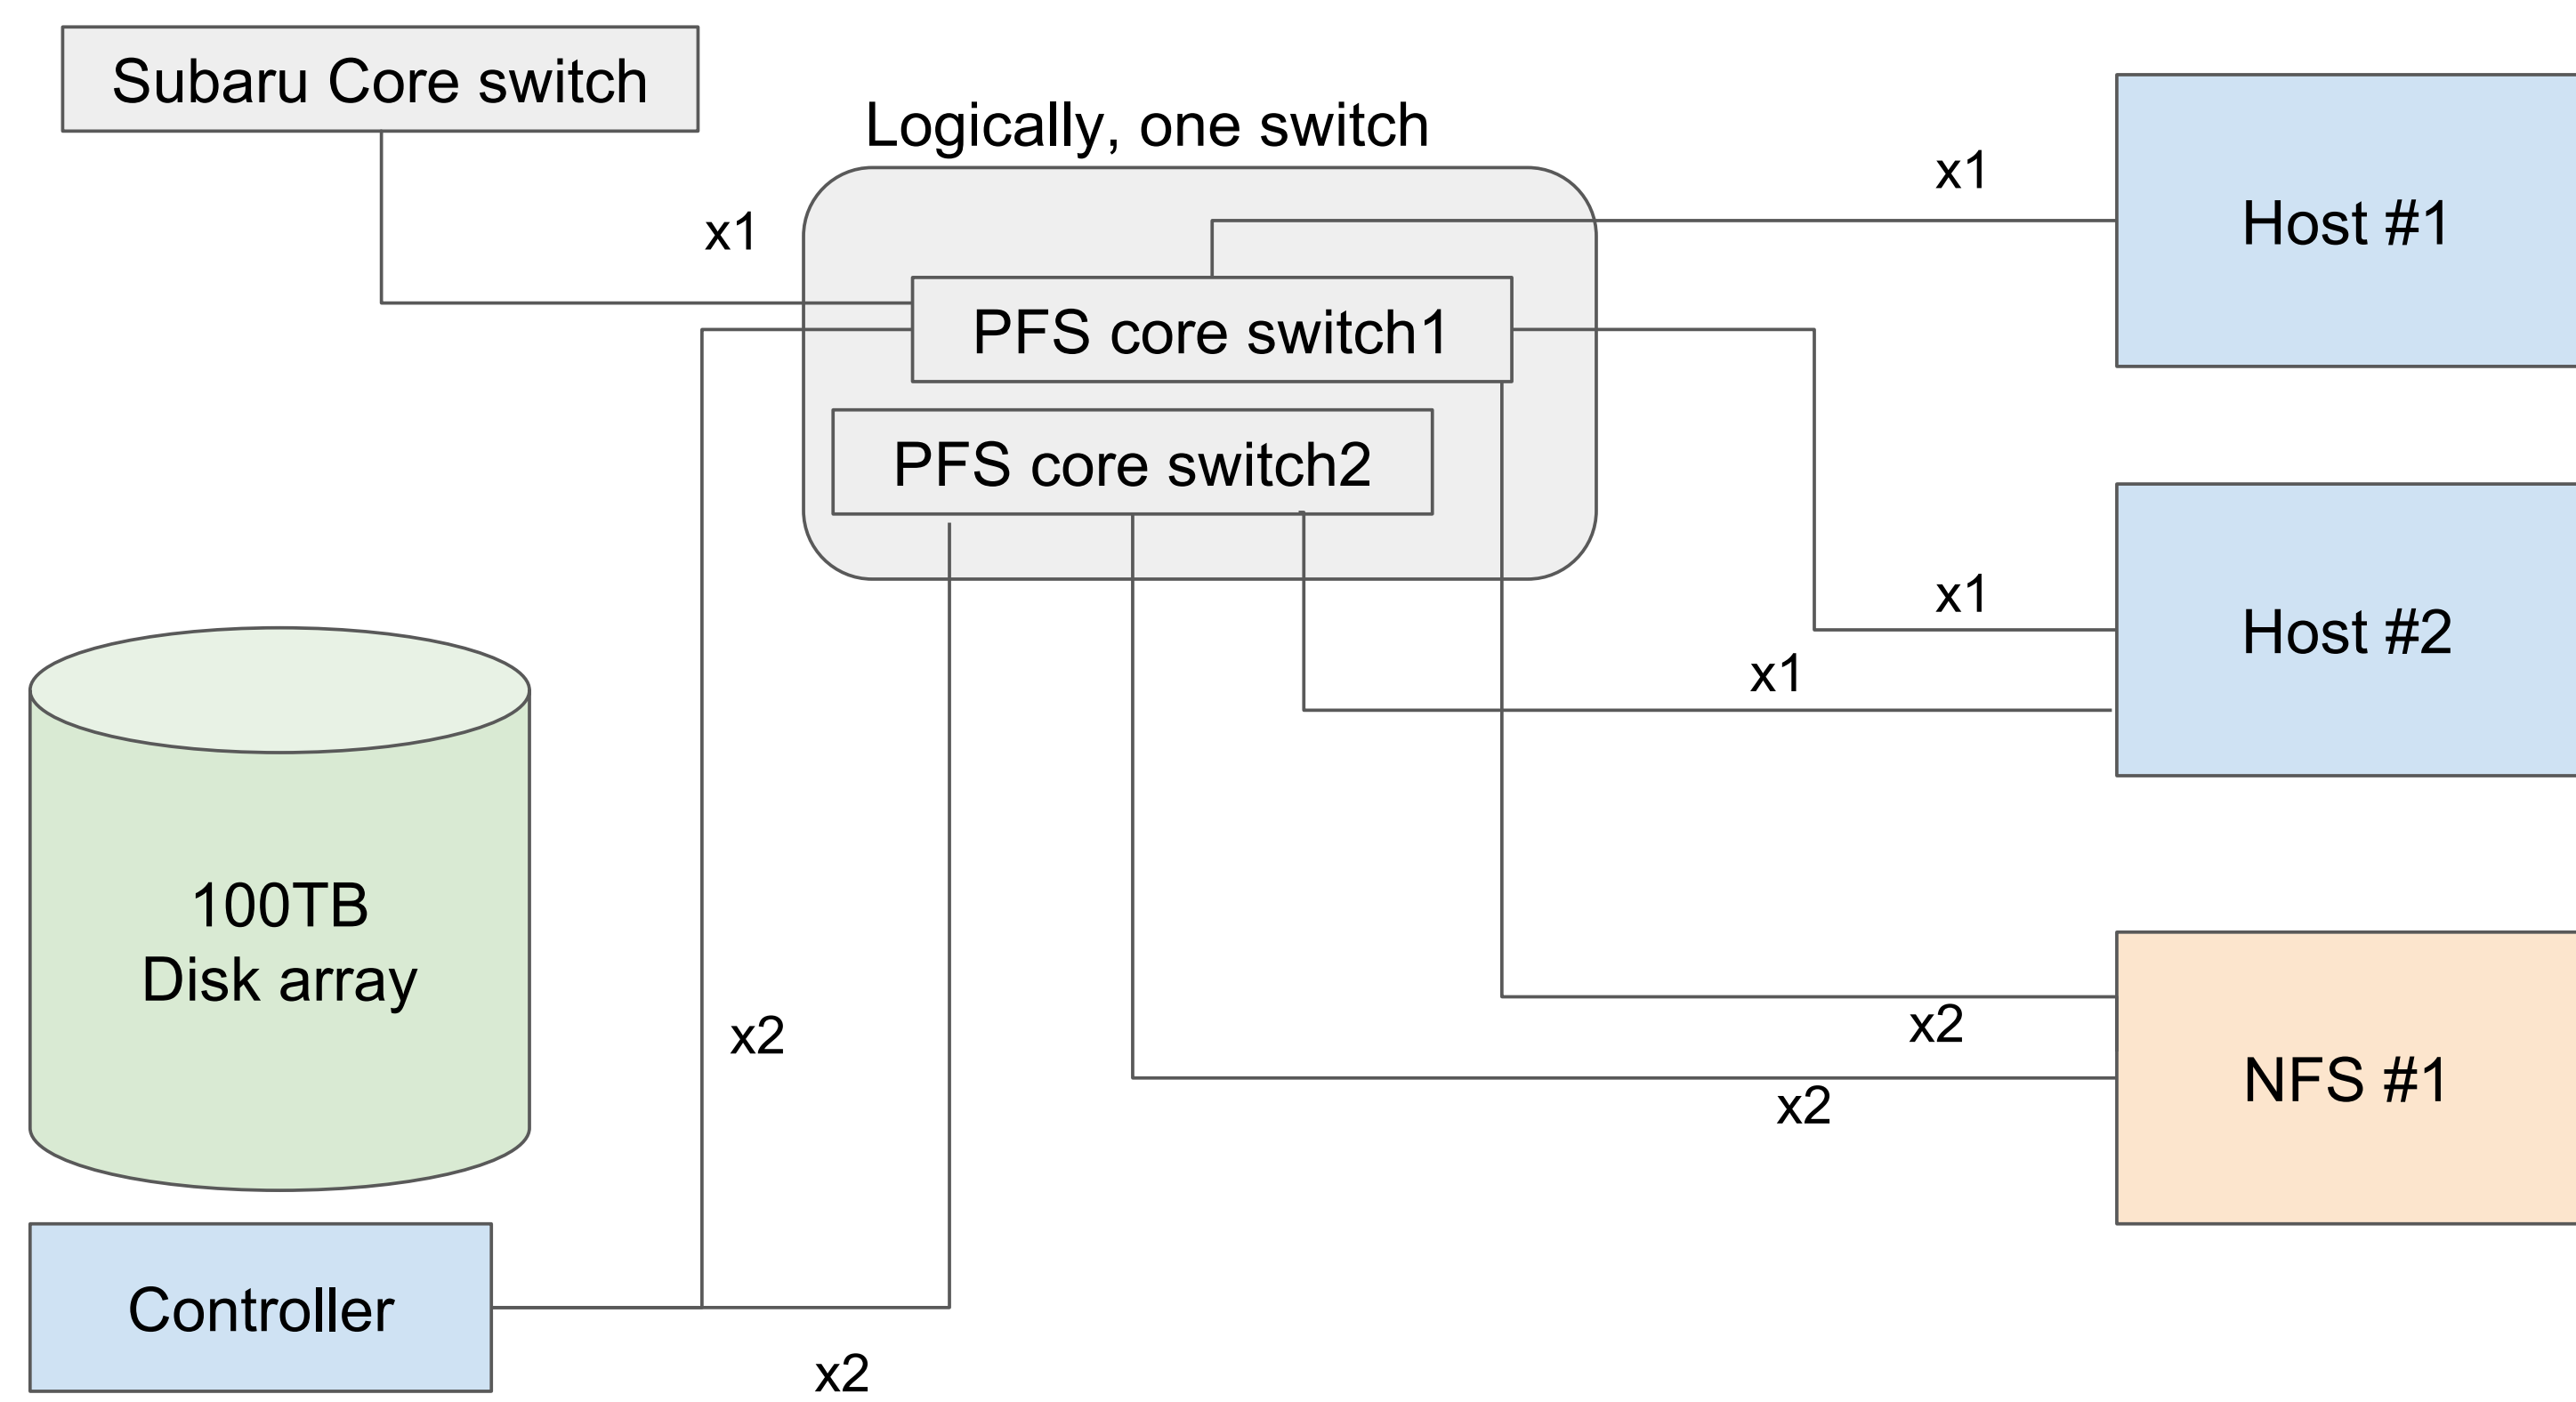 Subaru Core switch
Logically, one switch
x1
x1
Host #1
PFS core switch1
PFS core switch2
x1
Host #2
x1
100TB
Disk array
x2
x2
NFS #1
x2
Controller
x2